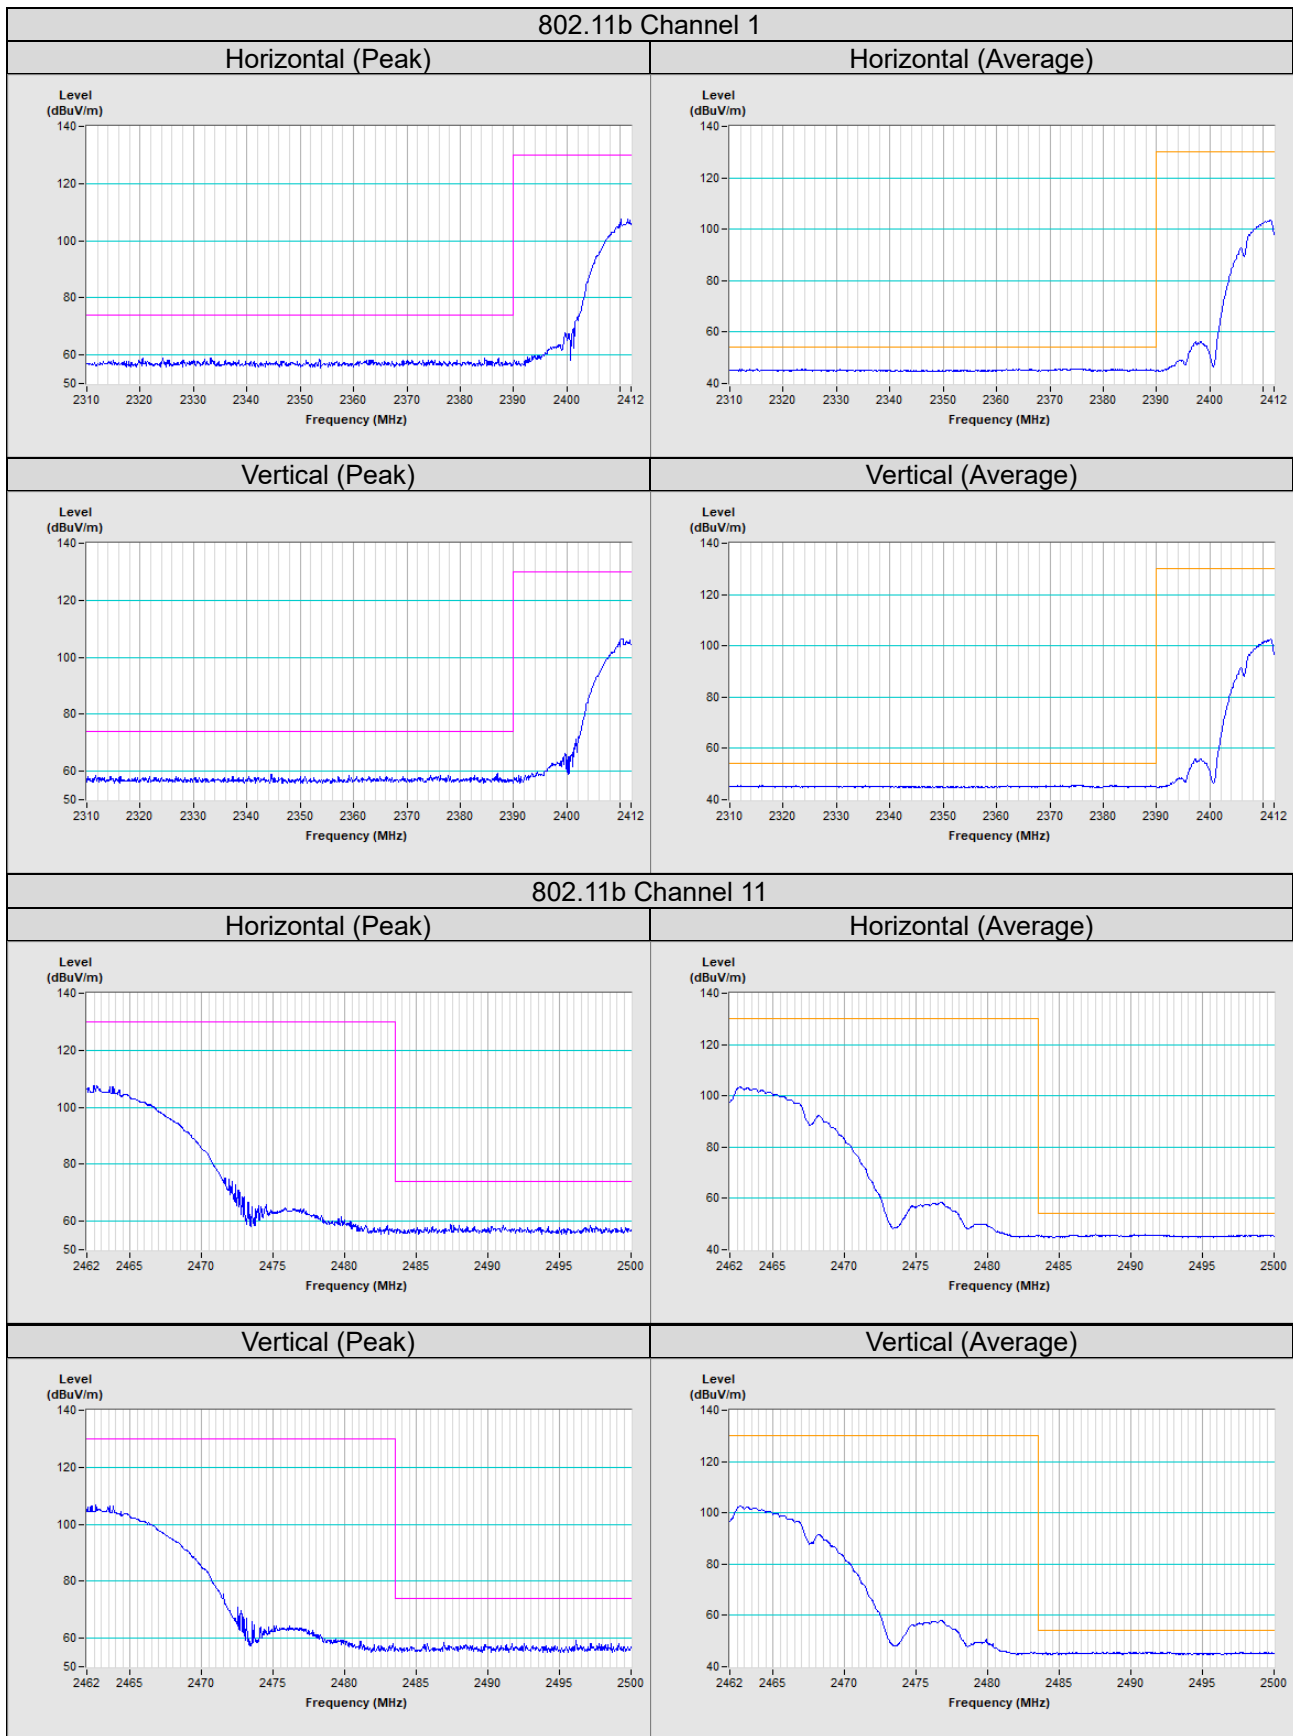 802.11b Channel 1
Horizontal (Peak)
Horizontal (Average)
Level
(dBuV/m)
140
120
100
80
60
50
2310 2320 2330 2340 2350 2360 2370 2380 2390 2400 2412
Frequency (MHz)
Level
(dBuV/m)
140
120
100
80
60
40
2310 2320 2330 2340 2350 2360 2370 2380 2390 2400 2412
Frequency (MHz)
Vertical (Peak)
Vertical (Average)
Level
(dBuV/m)
140
120
100
80
60
50
2310 2320 2330 2340 2350 2360 2370 2380 2390 2400 2412
Frequency (MHz)
Level
(dBuV/m)
140
120
100
80
60
40
2310 2320 2330 2340 2350 2360 2370 2380 2390 2400 2412
Frequency (MHz)
802.11b Channel 11
Horizontal (Peak)
Horizontal (Average)
Level
(dBuV/m)
140
120
100
80
60
50
2462 2465 2470 2475 2480 2485 2490 2495 2500
Frequency (MHz)
Level
(dBuV/m)
140
120
100
80
60
40
2462 2465 2470 2475 2480 2485 2490 2495 2500
Frequency (MHz)
Vertical (Peak)
Vertical (Average)
Level
(dBuV/m)
140
120
100
80
60
50
2462 2465 2470 2475 2480 2485 2490 2495 2500
Frequency (MHz)
Level
(dBuV/m)
140
120
100
80
60
40
2462 2465 2470 2475 2480 2485 2490 2495 2500
Frequency (MHz)